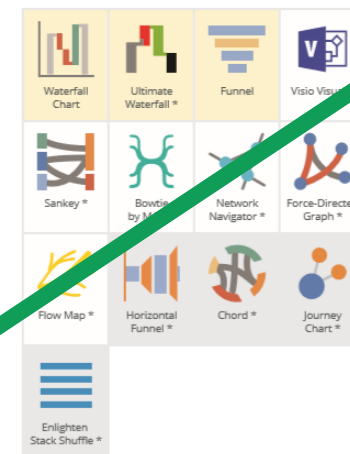 V
Waterfall
Chart
Ultimate
Waterfall *
Funnel
Visio
Sankey *
Bowtie
by
Network
Navigator *
Force-Directe
Graph *
Flow Map *
Horizontal
Funnel *
Chord *
Journey
Chart *
Enlighten
Stack Shuffle *